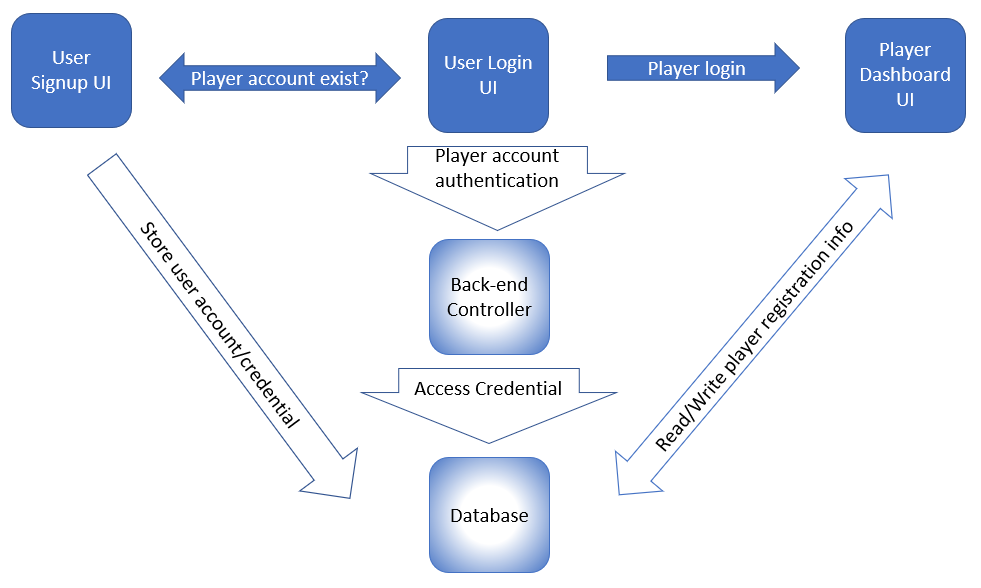 User
Signup UI
Player account exist?
User Login
UI
Player login
Player
Dashboard
UI
Player account
authentication
Store user account/credential
Back-end
Controller
Read/Write player registration info
Access Credential
Database